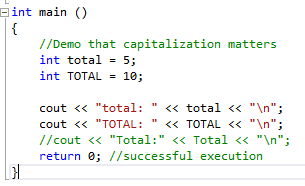 int main ()
{
//Demo that capitalization matters
int total = 5;
int TOTAL = 10;
cout << "total: " << total << "\n";
cout << "TOTAL: " << TOTAL << "\n";
//cout << "Total:" << Total << "\n";
return 0; //successful execution
}